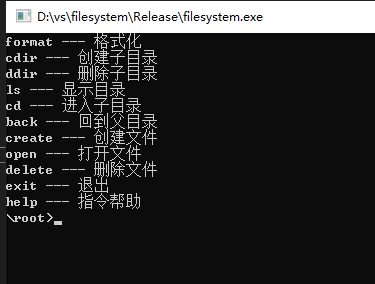 D:\vs\filesystem\Release\filesystem.exe
format --- 格式化
cdir --- 创建子目录
ddir --- 删除子目录
ls --- 显示目录
cd --- 进入子目录
back --- 回到父目录
create --- 创建文件
open --- 打开文件
delete --- 删除文件
exit --- 退出
help --- 指令帮助
\root>